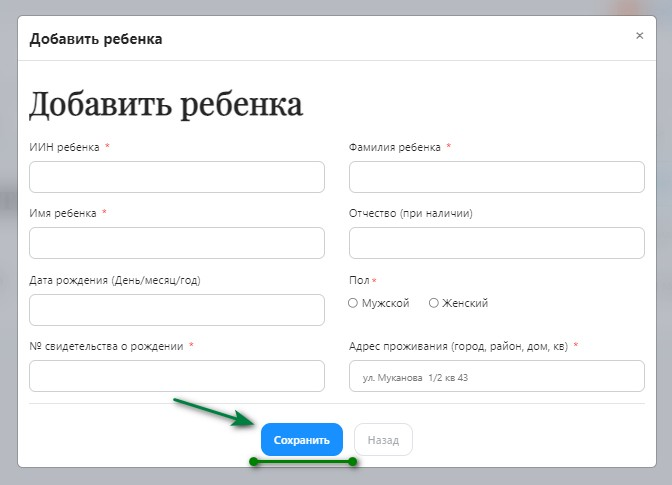 Добавить ребенка
×
Добавить ребенка
ИИН ребенка *
Фамилия ребенка *
Имя ребенка *
Отчество (при наличии)
Дата рождения (День/месяц/год)
Пол *
Мужской Женский
№ свидетельства о рождении *
Адрес проживания (город, район, дом, кв) *
ул. Муканова 1/2 кв 43
Сохранить
Назад